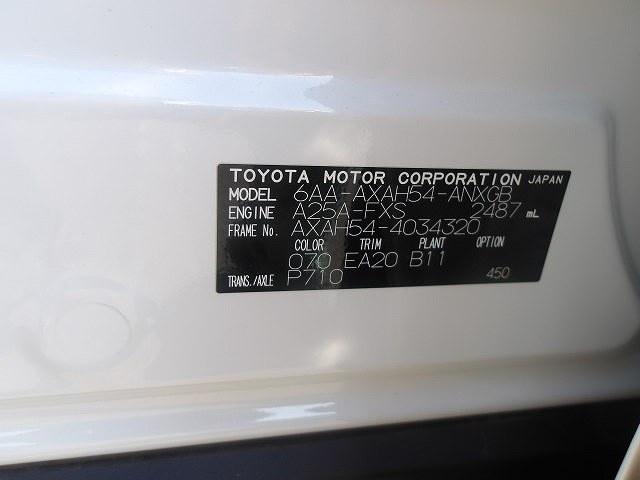 TOYOTA MOTOR CORPORATION JAPAN
MODEL 6AA-AXAH54-ANXGB
ENGINE A25A-FXS 2487 mL
FRAME No. AXAH54-4034320
COLOR TRIM PLANT OPTION
070 EA20 B11
TRANS./AXLE P710 450